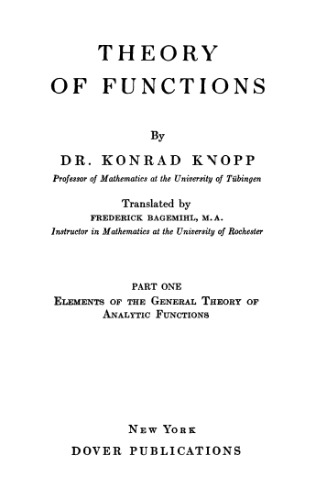 THEORY
OF FUNCTIONS
By
DR. KONRAD KNOPP
Professor of Mathematics at the University of Tübingen
Translated by
FREDERICK BAGEMIHL, M.A.
Instructor in Mathematics at the University of Rochester
PART ONE
ELEMENTS OF THE GENERAL THEORY OF
ANALYTIC FUNCTIONS
NEW YORK
DOVER PUBLICATIONS